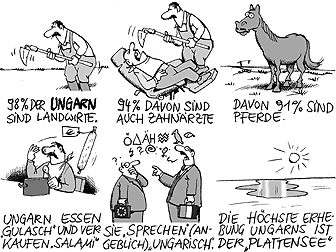 98% DER UNGARN
SIND LANDWIRTE.
94% DAVON SIND
AUCH ZAHNÄRZTE
DAVON 91% SIND
PFERDE.
ÖÄÁH
UNGARN ESSEN
„GULASCH“ UND VER-
KAUFEN „SALAMI“
SIE „SPRECHEN“ (AN-
GEBLICH) „UNGARISCH“.
DIE HÖCHSTE ERHE-
BUNG UNGARNS IST
DER „PLATTENSEE“.